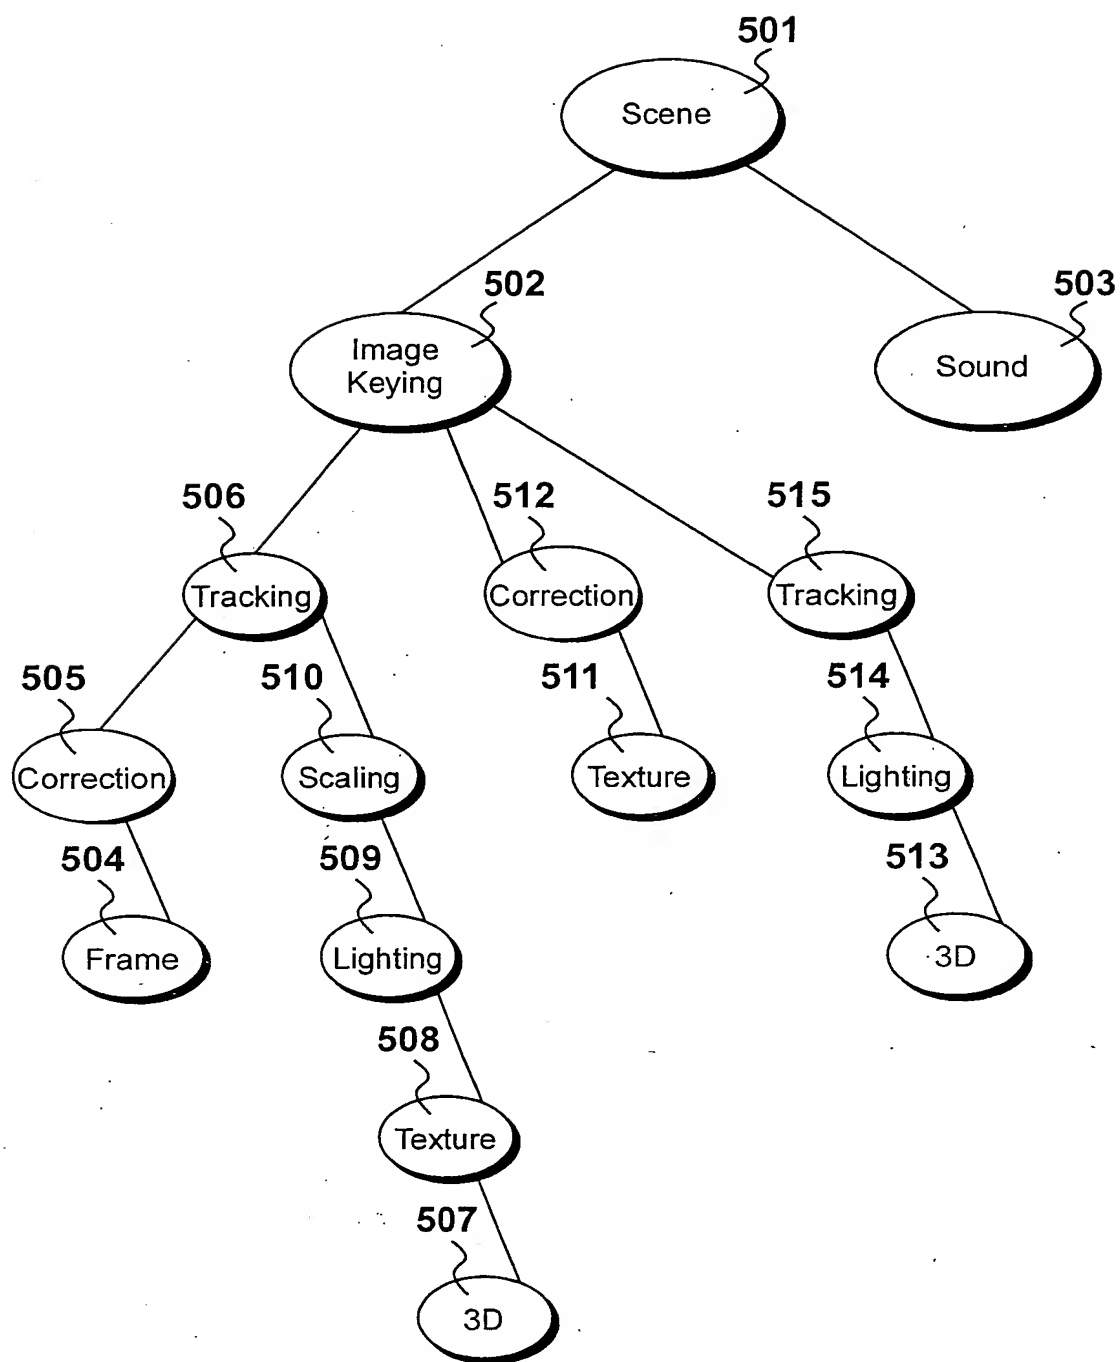 501
Scene
502
503
Image
Keying
Sound
506
512
515
Tracking
Correction
Tracking
505
510
511
514
Correction
Scaling
Texture
Lighting
504
509
513
Frame
Lighting
3D
508
Texture
507
3D